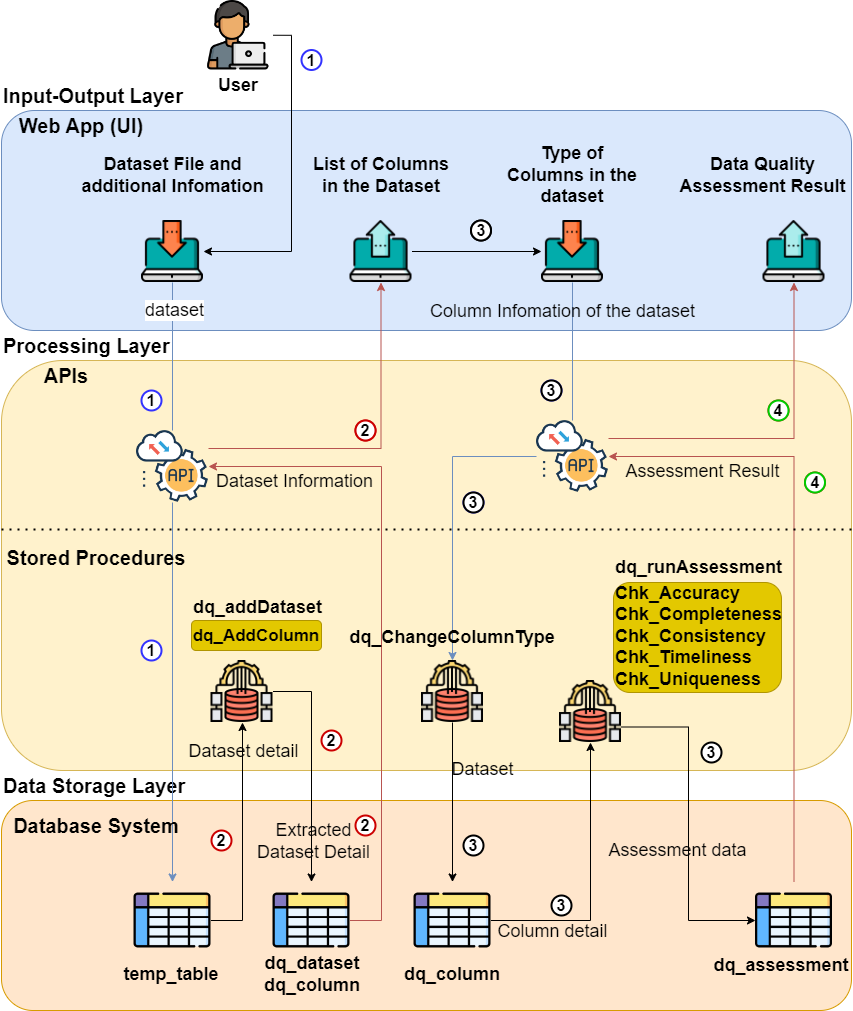 User
1
Input-Output Layer
Web App (UI)
Dataset File and
additional Infomation
List of Columns
in the Dataset
Type of
Columns in the
dataset
Data Quality
Assessment Result
3
dataset
Column Infomation of the dataset
Processing Layer
APIs
1
2
3
4
API
Dataset Information
API
Assessment Result
3
4
Stored Procedures
dq_addDataset
dq_AddColumn
dq_ChangeColumnType
dq_runAssessment
Chk_Accuracy
Chk_Completeness
Chk_Consistency
Chk_Timeliness
Chk_Uniqueness
1
Dataset detail
2
Dataset
3
Data Storage Layer
Database System
2
Extracted
Dataset Detail
2
3
Assessment data
3
Column detail
temp_table
dq_dataset
dq_column
dq_column
dq_assessment